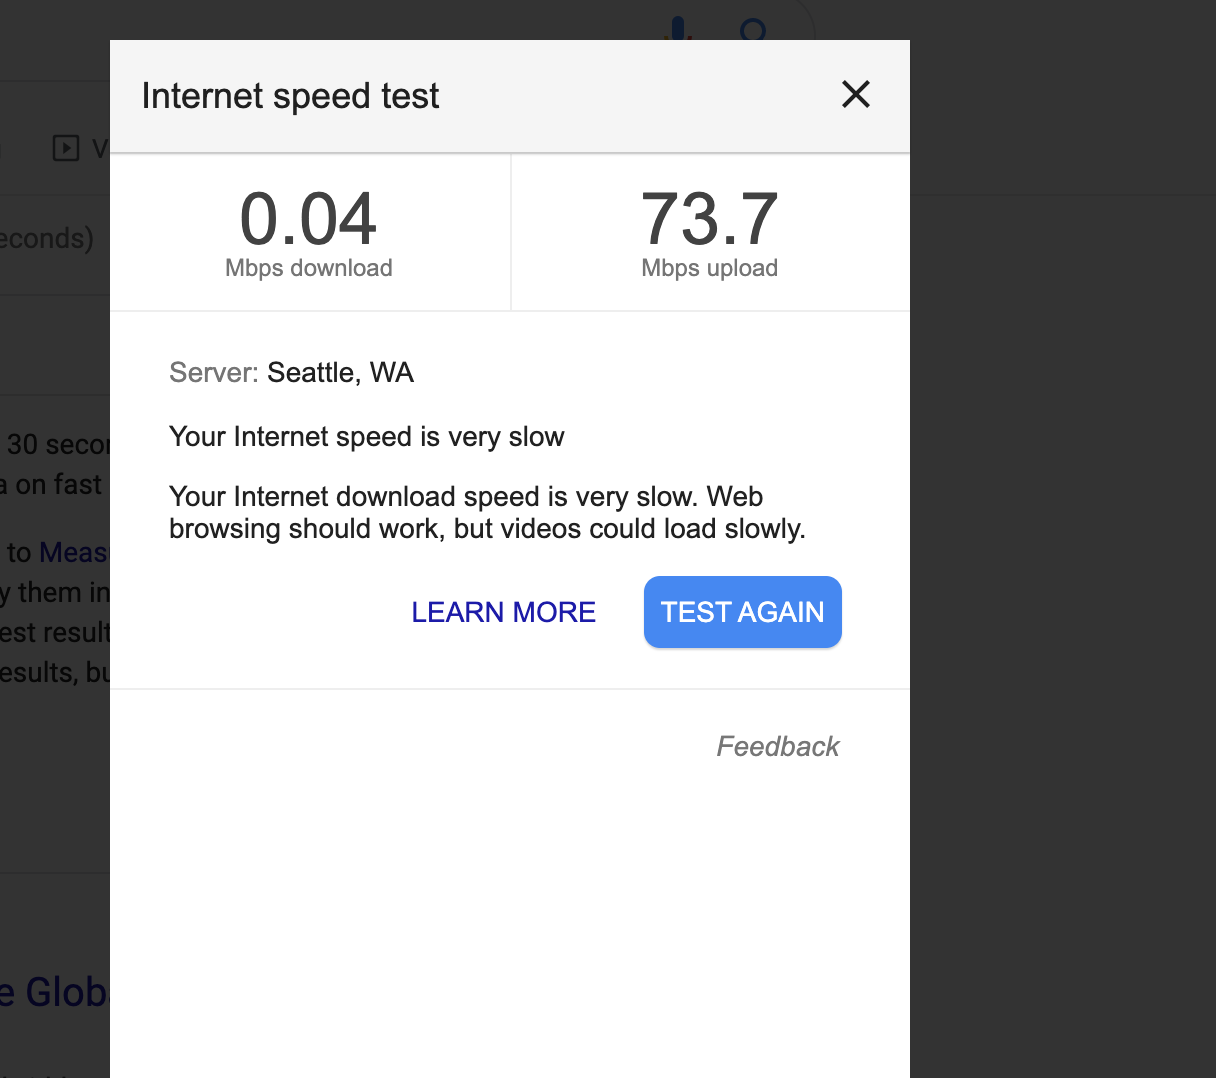 Internet speed test
0.04
Mbps download
73.7
Mbps upload
econds)
Server: Seattle, WA
30 secon
Your Internet speed is very slow
a on fast
Your Internet download speed is very slow. Web
browsing should work, but videos could load slowly.
to Meas
y them in
LEARN MORE
TEST AGAIN
est result
esults, bu
Feedback
e Glob